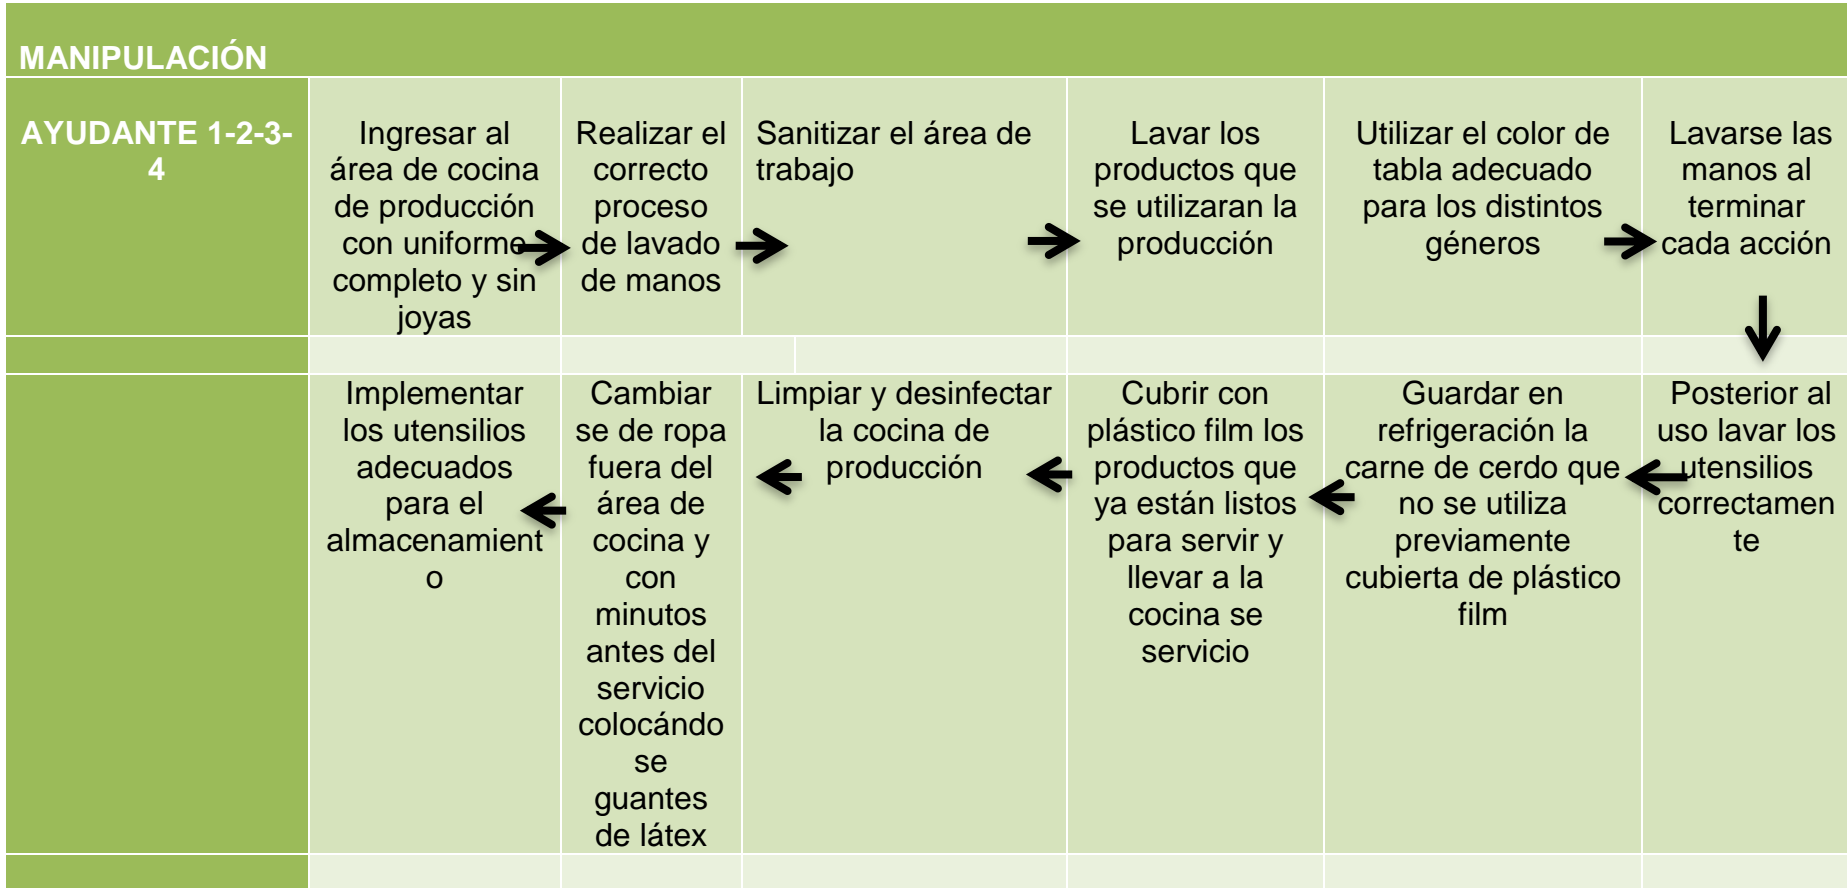 MANIPULACIÓN
AYUDANTE 1-2-3-
4
Ingresar al
área de cocina
de producción
con uniforme
completo y sin
joyas
Realizar el
correcto
proceso
de lavado
de manos
Sanitizar el área de
trabajo
Lavar los
productos que
se utilizaran la
producción
Utilizar el color de
tabla adecuado
para los distintos
géneros
Lavarse las
manos al
terminar
cada acción
Implementar
los utensilios
adecuados
para el
almacenamient
o
Cambiar
se de ropa
fuera del
área de
cocina y
con
minutos
antes del
servicio
colocándo
se
guantes
de látex
Limpiar y desinfectar
la cocina de
producción
Cubrir con
plástico film los
productos que
ya están listos
para servir y
llevar a la
cocina se
servicio
Guardar en
refrigeración la
carne de cerdo que
no se utiliza
previamente
cubierta de plástico
film
Posterior al
uso lavar los
utensilios
correctamen
te